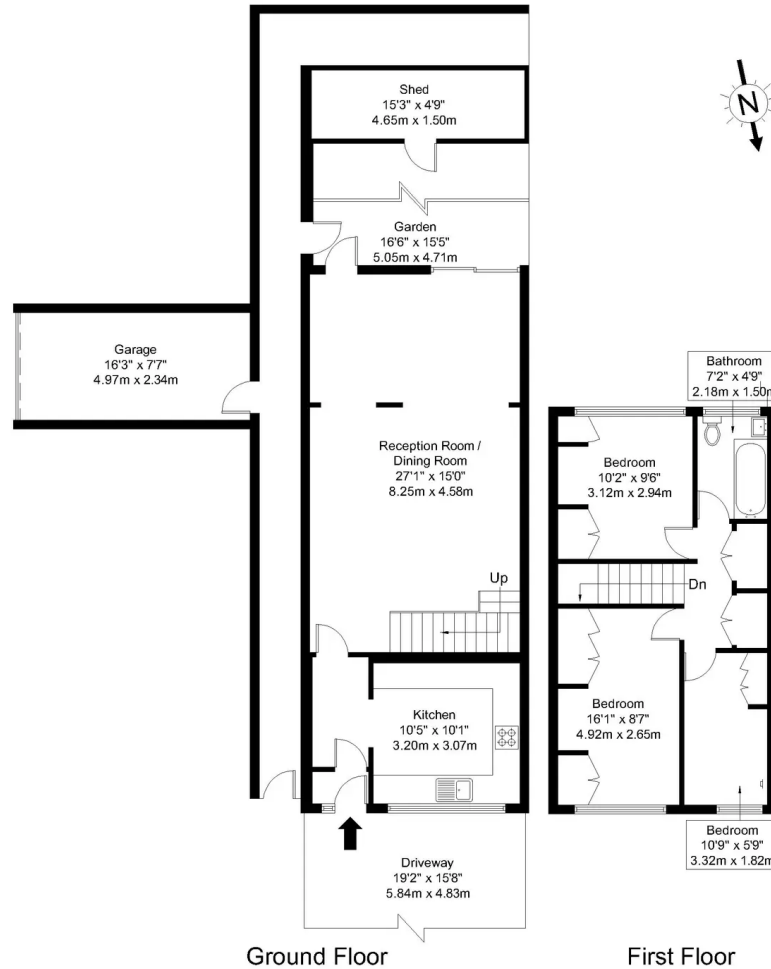 Shed
15'3" x 4'9"
4.65m x 1.50m
N
Garden
16'6" x 15'5"
5.05m x 4.71m
Garage
16'3" x 7'7"
4.97m x 2.34m
Bathroom
7'2" x 4'9"
2.18m x 1.50m
Reception Room /
Dining Room
27'1" x 15'0"
8.25m x 4.58m
Bedroom
10'2" x 9'6"
3.12m x 2.94m
Up
Dn
Kitchen
10'5" x 10'1"
3.20m x 3.07m
Bedroom
16'1" x 8'7"
4.92m x 2.65m
Bedroom
10'9" x 5'9"
3.32m x 1.82m
Driveway
19'2" x 15'8"
5.84m x 4.83m
Ground Floor
First Floor